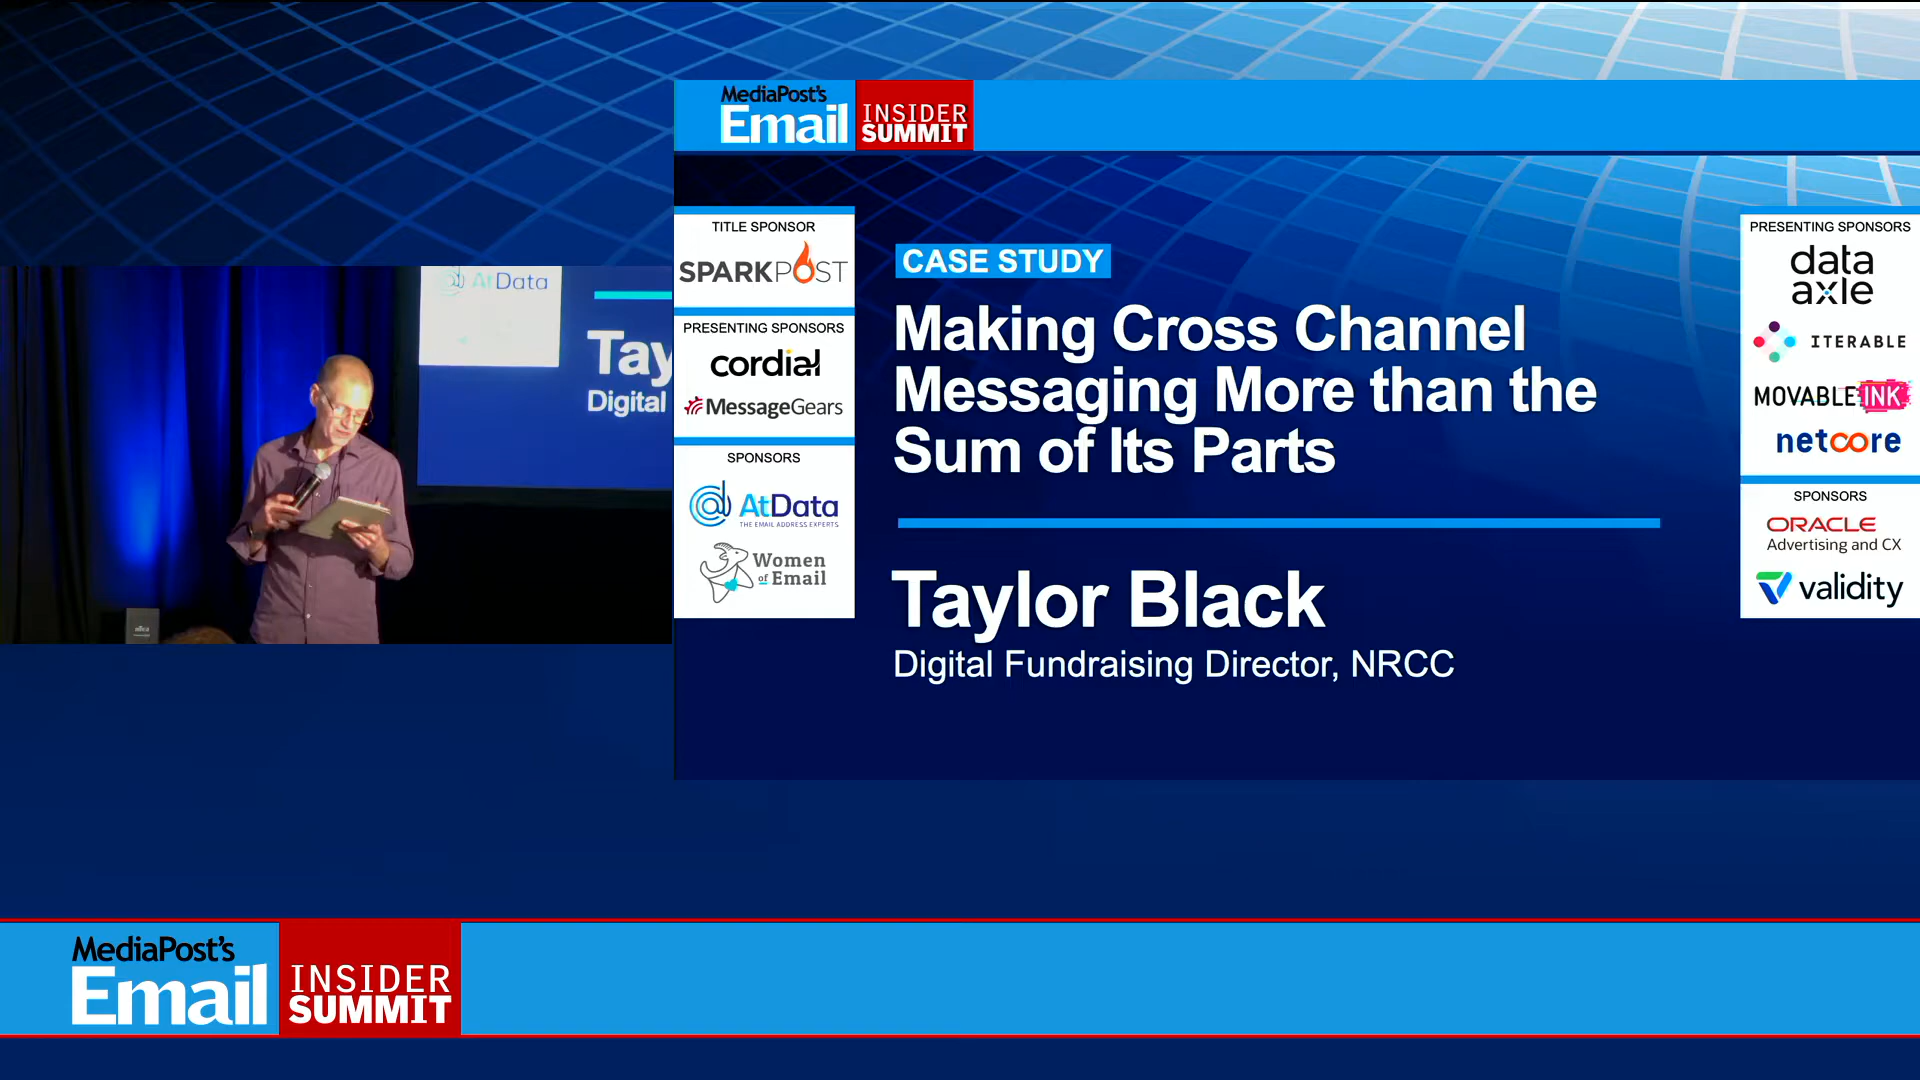 MediaPost's
Email
INSIDER
SUMMIT
TITLE SPONSOR
SPARKPOST
PRESENTING SPONSORS
cordial
MessageGears
SPONSORS
AtData
THE EMAIL ADDRESS EXPERTS
Women
of Email
CASE STUDY
Making Cross Channel
Messaging More than the
Sum of Its Parts
Taylor Black
Digital Fundraising Director, NRCC
PRESENTING SPONSORS
data
axle
ITERABLE
MOVABLE INK
netcore
SPONSORS
ORACLE
Advertising and CX
validity
AtData
Tay
Digital
MediaPost's
Email
INSIDER
SUMMIT